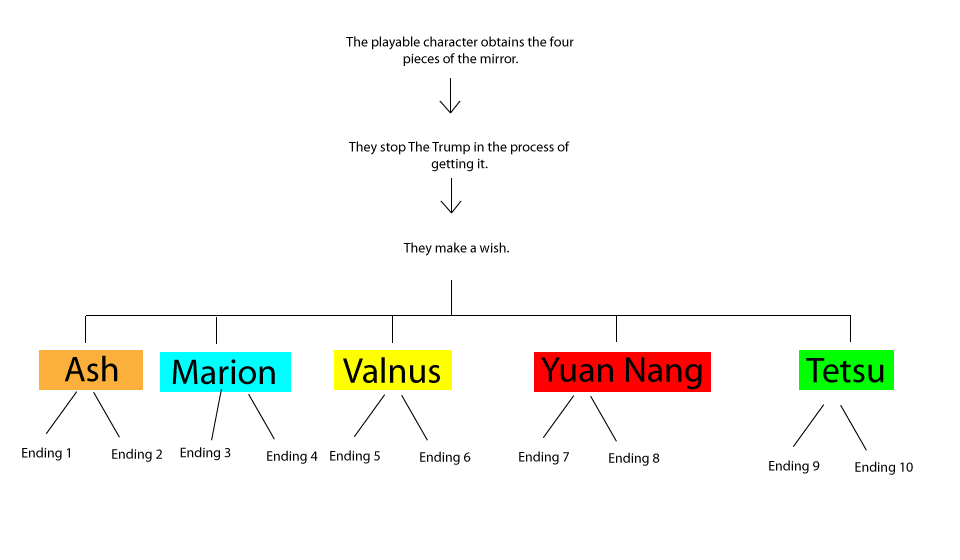 The playable character obtains the four
pieces of the mirror.
They stop The Trump in the process of
getting it.
They make a wish.
Ash
Marion
Valnus
Yuan Nang
Tetsu
Ending 1
Ending 2
Ending 3
Ending 4
Ending 5
Ending 6
Ending 7
Ending 8
Ending 9
Ending 10